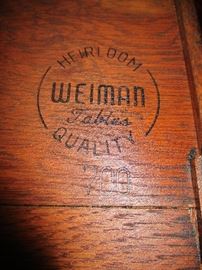 HEIRLOOM
WEIMAN
Tables
QUALITY
700